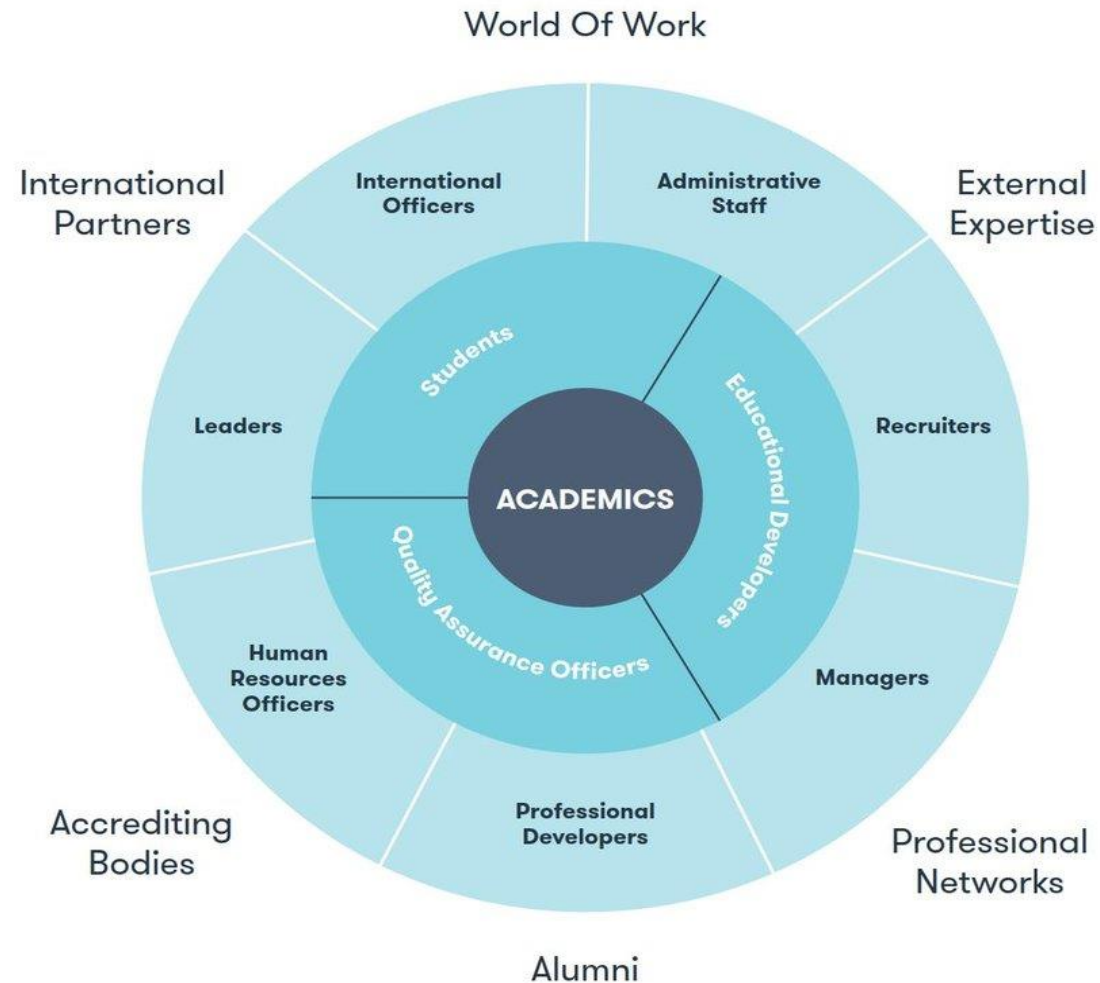 World Of Work
International
Partners
International
Officers
Administrative
Staff
External
Expertise
Students
Educational Developers
Leaders
Recruiters
ACADEMICS
Quality Assurance Officers
Human
Resources
Officers
Managers
Professional
Developers
Accrediting
Bodies
Professional
Networks
Alumni